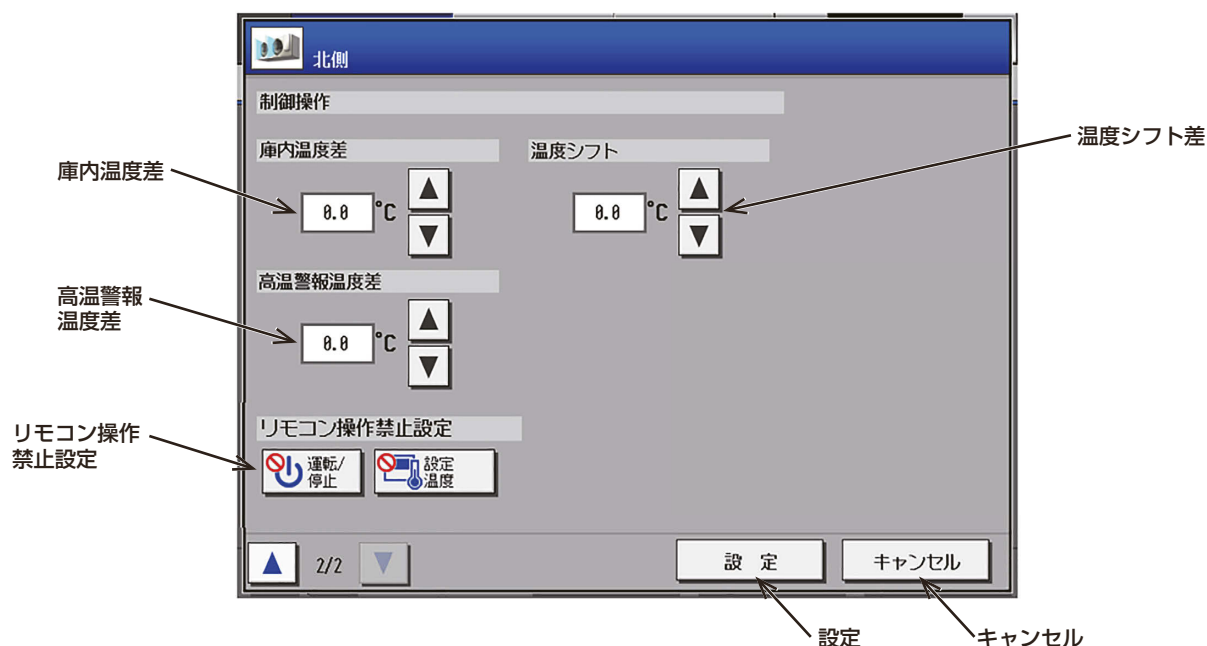 北側
制御操作
庫内温度差
温度シフト
温度シフト差
庫内温度差
0.0 °C ▲
▼
0.0 °C ▲
▼
高温警報温度差
高温警報
温度差
0.0 °C ▲
▼
リモコン操作禁止設定
リモコン操作
禁止設定
運転/
停止
設定
温度
▲ 2/2 ▼
設 定
キャンセル
設定
キャンセル